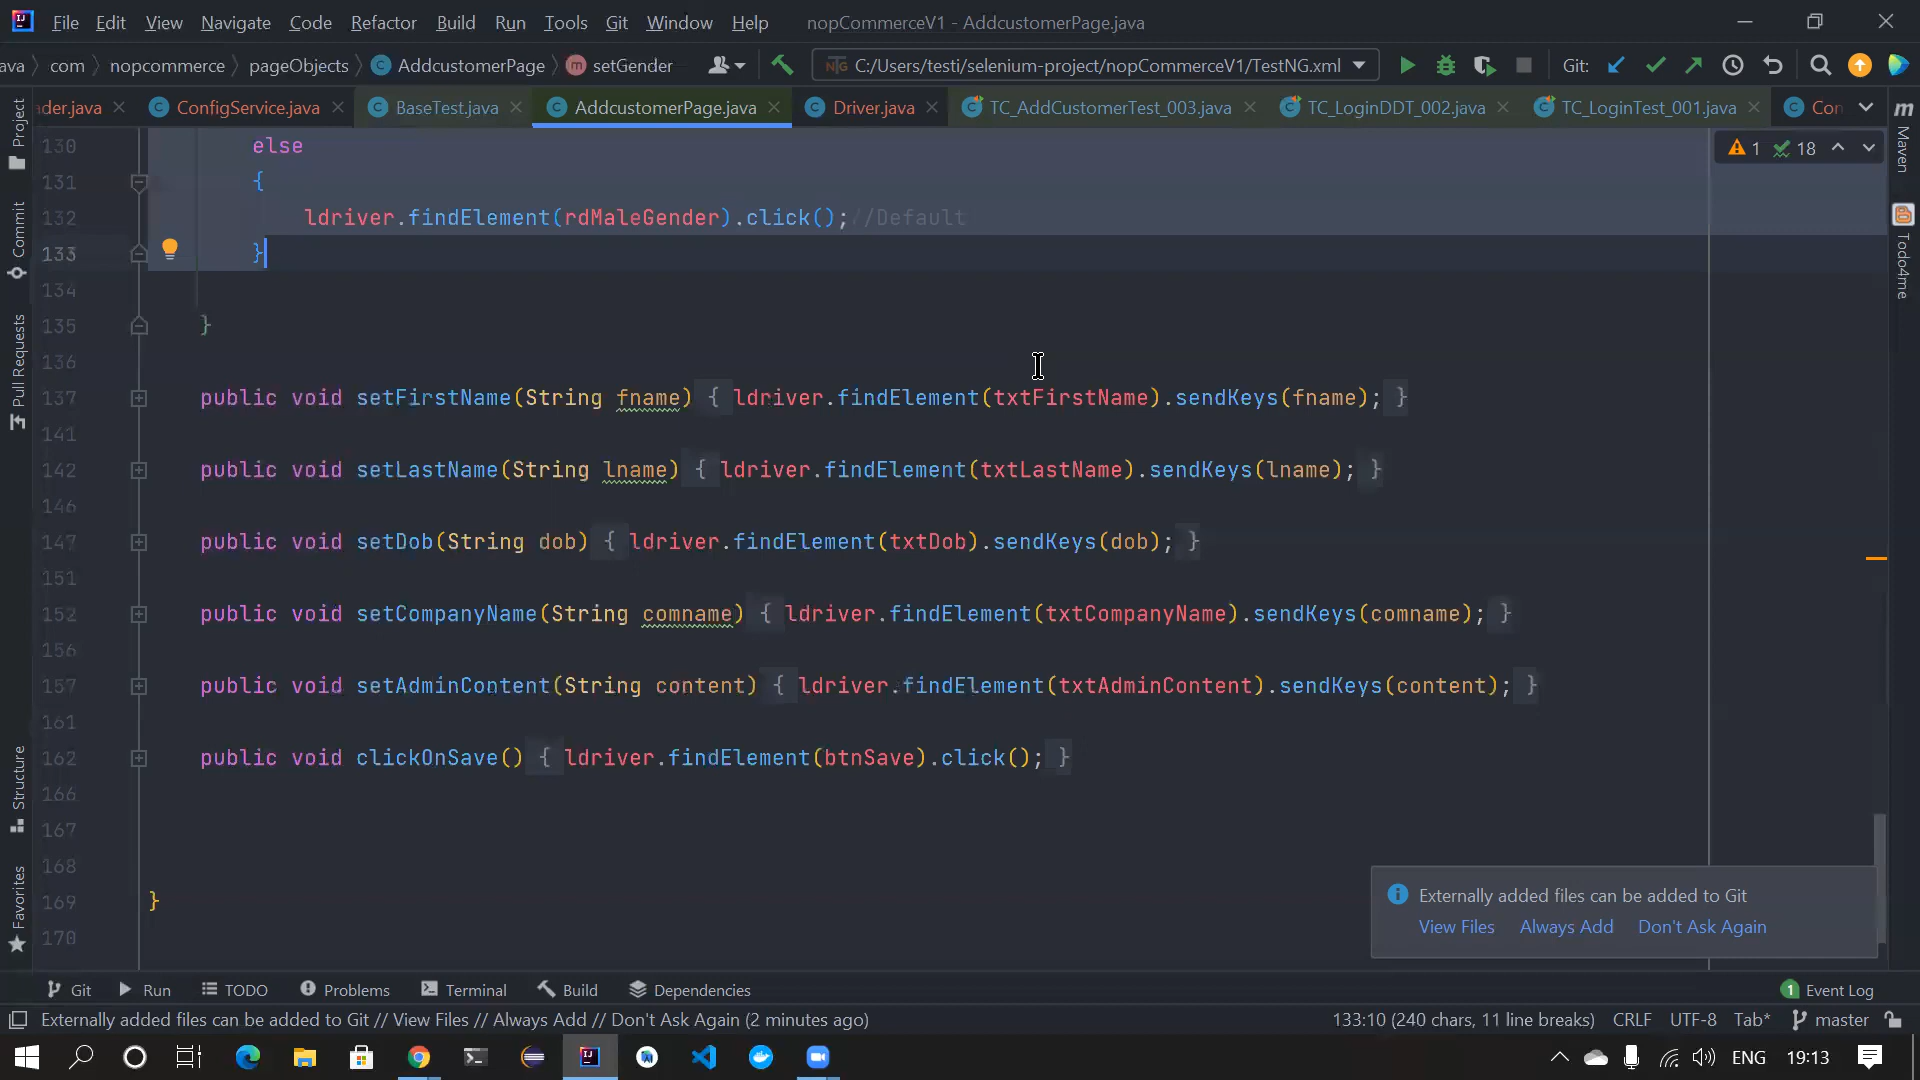 File Edit View Navigate Code Refactor Build Run Tools Git Window Help nopCommerceV1 - AddcustomerPage.java
ava com nopcommerce pageObjects AddcustomerPage setGender C:/Users/testi/selenium-project/nopCommerceV1/TestNG.xml Git:
ader.java ConfigService.java BaseTest.java AddcustomerPage.java Driver.java TC_AddCustomerTest_003.java TC_LoginDDT_002.java TC_LoginTest_001.java Con
1 18
Project
Commit
Pull Requests
Structure
Favorites
Maven
Todo4me
130 else
131 {
132 ldriver.findElement(rdMaleGender).click();//Default
133 }
134
135 }
136
137 public void setFirstName(String fname) { ldriver.findElement(txtFirstName).sendKeys(fname); }
141
142 public void setLastName(String lname) { ldriver.findElement(txtLastName).sendKeys(lname); }
146
147 public void setDob(String dob) { ldriver.findElement(txtDob).sendKeys(dob); }
151
152 public void setCompanyName(String comname) { ldriver.findElement(txtCompanyName).sendKeys(comname); }
156
157 public void setAdminContent(String content) { ldriver.findElement(txtAdminContent).sendKeys(content); }
161
162 public void clickOnSave() { ldriver.findElement(btnSave).click(); }
166
167
168
169 }
170
Externally added files can be added to Git
View Files Always Add Don't Ask Again
Git Run TODO Problems Terminal Build Dependencies 1 Event Log
Externally added files can be added to Git // View Files // Always Add // Don't Ask Again (2 minutes ago) 133:10 (240 chars, 11 line breaks) CRLF UTF-8 Tab* master
ENG 19:13